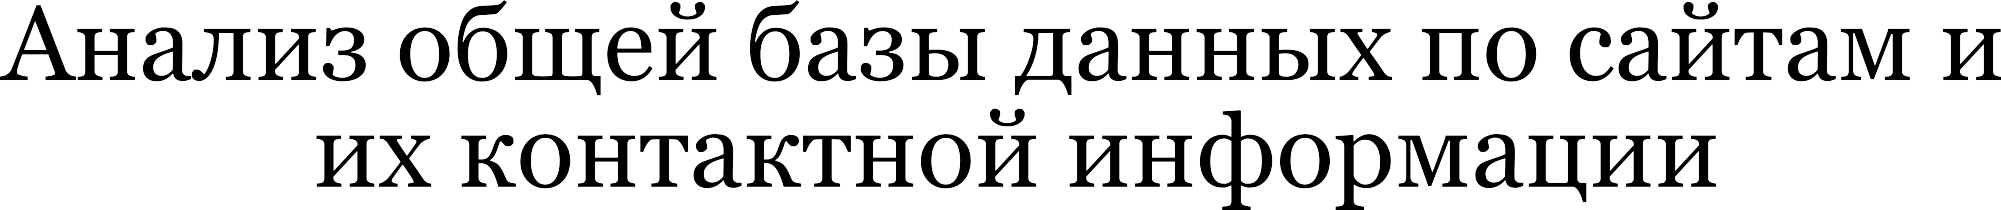 Анализ общей базы данных по сайтам и
их контактной информации